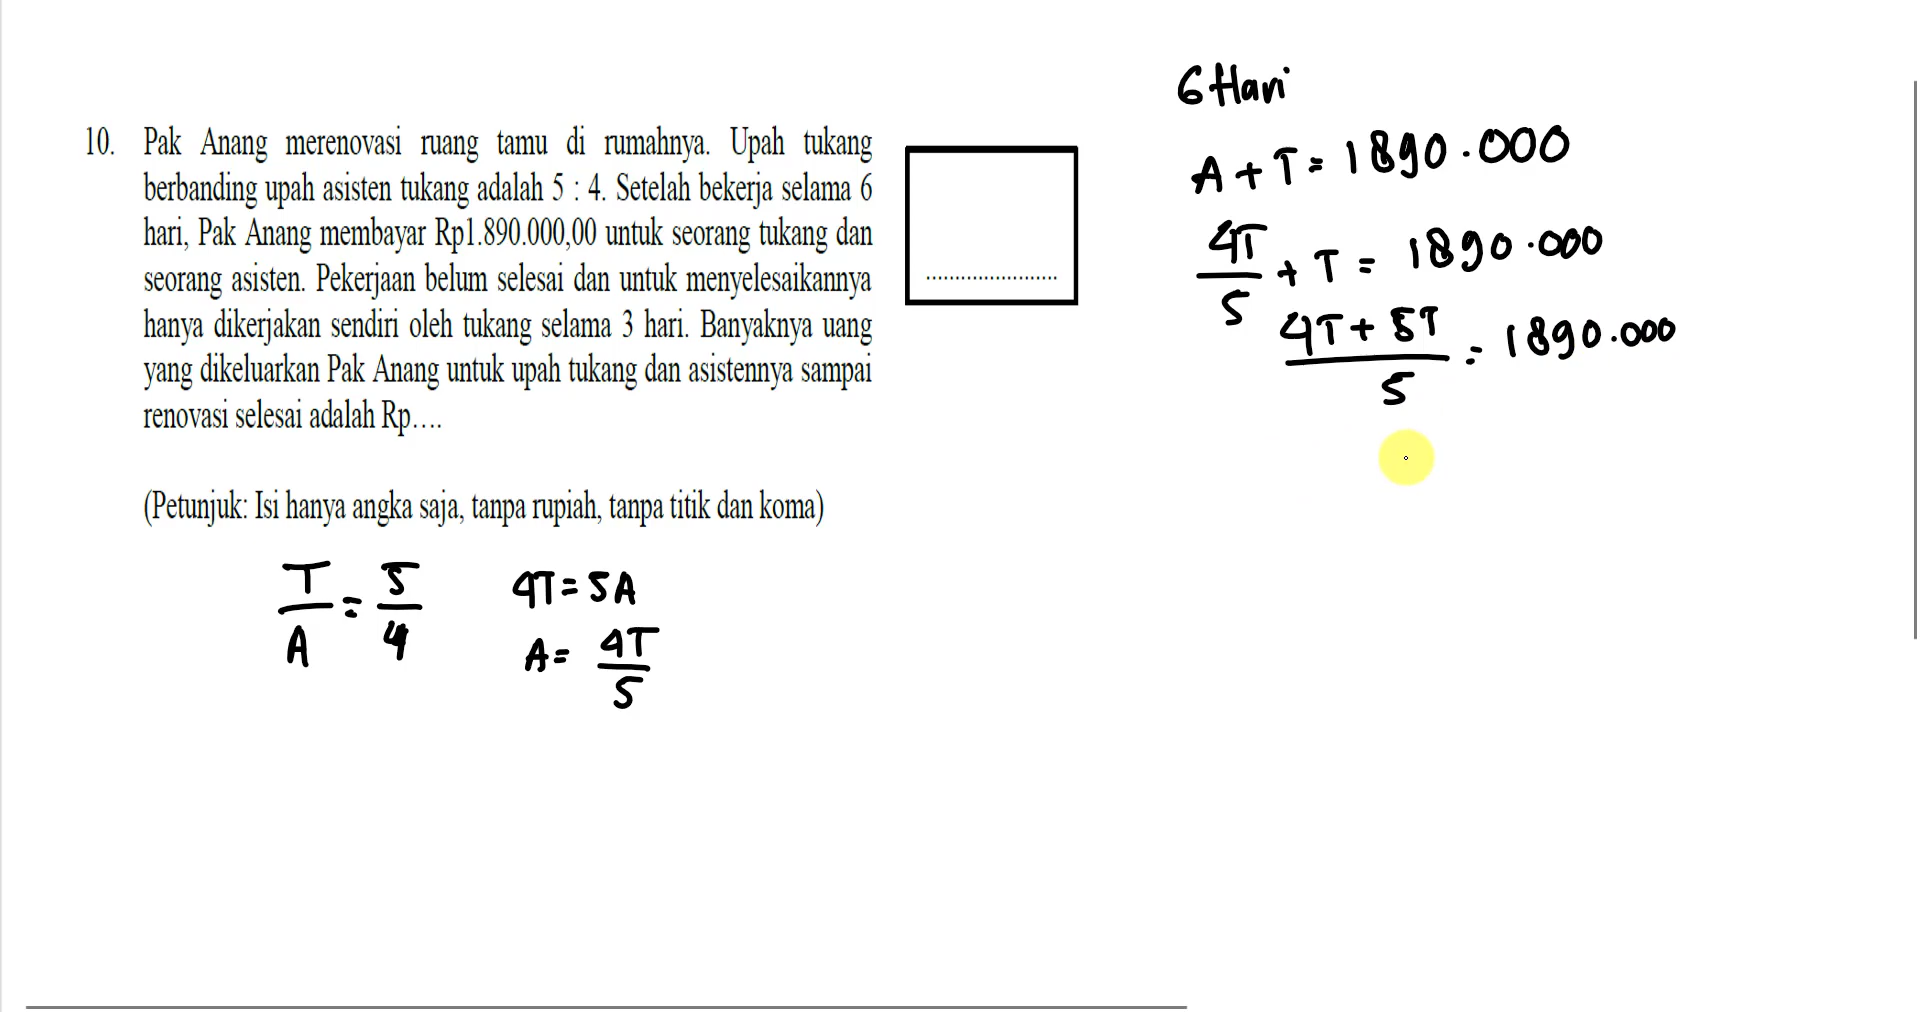 10. Pak Anang merenovasi ruang tamu di rumahnya. Upah tukang
berbanding upah asisten tukang adalah 5 : 4. Setelah bekerja selama 6
hari, Pak Anang membayar Rp1.890.000,00 untuk seorang tukang dan
seorang asisten. Pekerjaan belum selesai dan untuk menyelesaikannya
hanya dikerjakan sendiri oleh tukang selama 3 hari. Banyaknya uang
yang dikeluarkan Pak Anang untuk upah tukang dan asistennya sampai
renovasi selesai adalah Rp….
(Petunjuk: Isi hanya angka saja, tanpa rupiah, tanpa titik dan koma)
.......................
T/A = 5/4
4T = 5A
A = 4T/5
6 Hari
A + T = 1890.000
4T/5 + T = 1890.000
(4T + 5T)/5 = 1890.000